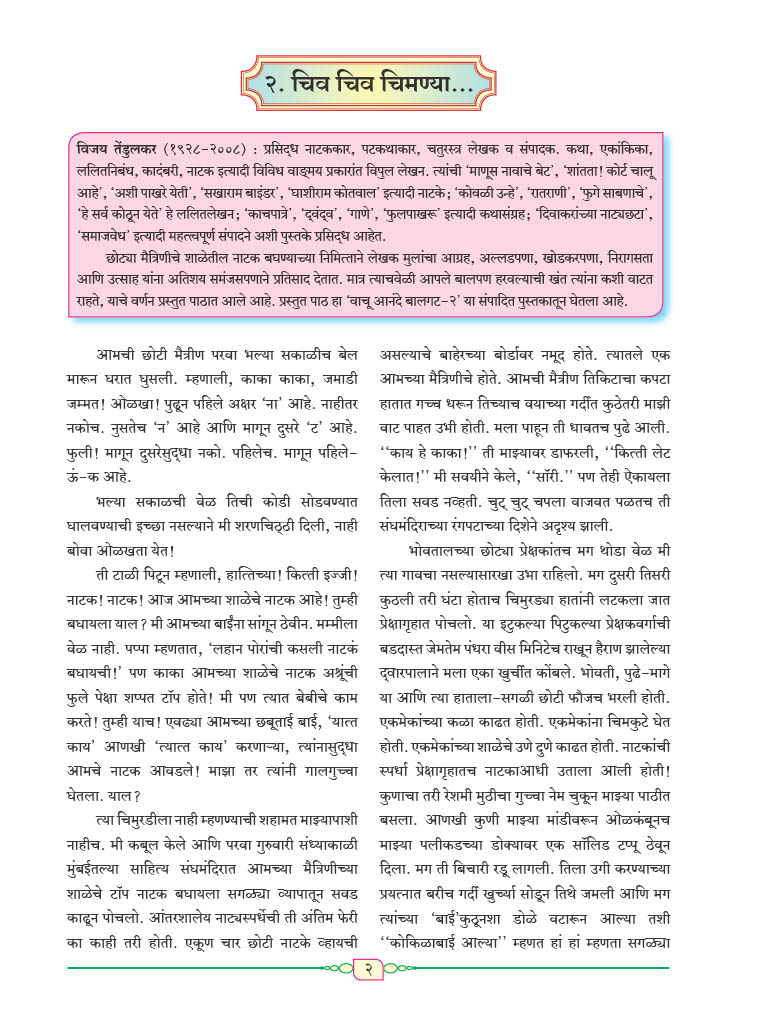 २. चिव चिव चिमण्या...
विजय तेंडुलकर (१९२८-२००८) : प्रसिद्ध नाटककार, पटकथाकार, चतुरस्त्र लेखक व संपादक. कथा, एकांकिका,
ललितनिबंध, कादंबरी, नाटक इत्यादी विविध वाङ्मय प्रकारांत विपुल लेखन. त्यांची ‘माणूस नावाचे बेट’, ‘शांतता! कोर्ट चालू
आहे’, ‘अशी पाखरे येती’, ‘सखाराम बाइंडर’, ‘घाशीराम कोतवाल’ इत्यादी नाटके; ‘कोवळी उन्हे’, ‘रातराणी’, ‘फुगे साबणाचे’,
‘हे सर्व कोठून येते’ हे ललितलेखन; ‘काचपात्रे’, ‘द्वंद्व’, ‘गाणे’, ‘फुलपाखरू’ इत्यादी कथासंग्रह; ‘दिवाकरांच्या नाट्यछटा’,
‘समाजवेध’ इत्यादी महत्त्वपूर्ण संपादने अशी पुस्तके प्रसिद्ध आहेत.
छोट्या मैत्रिणीचे शाळेतील नाटक बघण्याच्या निमित्ताने लेखक मुलांचा आग्रह, अल्लडपणा, खोडकरपणा, निरागसता
आणि उत्साह यांना अतिशय समंजसपणाने प्रतिसाद देतात. मात्र त्याचवेळी आपले बालपण हरवल्याची खंत त्यांना कशी वाटत
राहते, याचे वर्णन प्रस्तुत पाठात आले आहे. प्रस्तुत पाठ हा ‘वाचू आनंदे बालगट-२’ या संपादित पुस्तकातून घेतला आहे.
आमची छोटी मैत्रीण परवा भल्या सकाळीच बेल
मारून घरात घुसली. म्हणाली, काका काका, जमाडी
जम्मत! ओळखा! पुढून पहिले अक्षर ‘ना’ आहे. नाहीतर
नकोच. नुसतेच ‘न’ आहे आणि मागून दुसरे ‘ट’ आहे.
फुली! मागून दुसरेसुद्धा नको. पहिलेच. मागून पहिले-
ऊं-क आहे.
भल्या सकाळची वेळ तिची कोडी सोडवण्यात
घालवण्याची इच्छा नसल्याने मी शरणचिठ्ठी दिली, नाही
बोवा ओळखता येत!
ती टाळी पिटून म्हणाली, हात्तिच्या! कित्ती इज्जी!
नाटक! नाटक! आज आमच्या शाळेचे नाटक आहे! तुम्ही
बघायला याल? मी आमच्या बाईंना सांगून ठेवीन. मम्मीला
वेळ नाही. पप्पा म्हणतात, ‘लहान पोरांची कसली नाटकं
बघायची!’ पण काका आमच्या शाळेचे नाटक अश्रूंची
फुले पेक्षा शप्पत टॉप होते! मी पण त्यात बेबीचे काम
करते! तुम्ही याच! एवढ्या आमच्या छबूताई बाई, ‘यात्त
काय’ आणखी ‘त्यात्त काय’ करणाऱ्या, त्यांनासुद्धा
आमचे नाटक आवडले! माझा तर त्यांनी गालगुच्चा
घेतला. याल?
त्या चिमुरडीला नाही म्हणण्याची शहामत माझ्यापाशी
नाहीच. मी कबूल केले आणि परवा गुरुवारी संध्याकाळी
मुंबईतल्या साहित्य संघमंदिरात आमच्या मैत्रिणीच्या
शाळेचे टॉप नाटक बघायला सगळ्या व्यापातून सवड
काढून पोचलो. आंतरशालेय नाट्यस्पर्धेची ती अंतिम फेरी
का काही तरी होती. एकूण चार छोटी नाटके व्हायची
असल्याचे बाहेरच्या बोर्डावर नमूद होते. त्यातले एक
आमच्या मैत्रिणीचे होते. आमची मैत्रीण तिकिटाचा कपटा
हातात गच्च धरून तिच्याच वयाच्या गर्दीत कुठेतरी माझी
वाट पाहत उभी होती. मला पाहून ती धावतच पुढे आली.
‘‘काय हे काका!’’ ती माझ्यावर डाफरली, ‘‘कित्ती लेट
केलात!’’ मी सवयीने केले, ‘‘सॉरी.’’ पण तेही ऐकायला
तिला सवड नव्हती. चुट् चुट् चपला वाजवत पळतच ती
संघमंदिराच्या रंगपटाच्या दिशेने अदृश्य झाली.
भोवतालच्या छोट्या प्रेक्षकांतच मग थोडा वेळ मी
त्या गावचा नसल्यासारखा उभा राहिलो. मग दुसरी तिसरी
कुठली तरी घंटा होताच चिमुरड्या हातांनी लटकला जात
प्रेक्षागृहात पोचलो. या इटुकल्या पिटुकल्या प्रेक्षकवर्गाची
बडदास्त जेमतेम पंधरा वीस मिनिटेच राखून हैराण झालेल्या
द्वारपालाने मला एका खुर्चीत कोंबले. भोवती, पुढे-मागे
या आणि त्या हाताला-सगळी छोटी फौजच भरली होती.
एकमेकांच्या कळा काढत होती. एकमेकांना चिमकुटे घेत
होती. एकमेकांच्या शाळेचे उणे दुणे काढत होती. नाटकांची
स्पर्धा प्रेक्षागृहातच नाटकाआधी उताला आली होती!
कुणाचा तरी रेशमी मुठीचा गुच्चा नेम चुकून माझ्या पाठीत
बसला. आणखी कुणी माझ्या मांडीवरून ओळकंबूनच
माझ्या पलीकडच्या डोक्यावर एक सॉलिड टप्पू ठेवून
दिला. मग ती बिचारी रडू लागली. तिला उगी करण्याच्या
प्रयत्नात बरीच गर्दी खुर्च्या सोडून तिथे जमली आणि मग
त्यांच्या ‘बाई’कुठूनशा डोळे वटारून आल्या तशी
‘‘कोकिळाबाई आल्या’’ म्हणत हां हां म्हणता सगळ्या
२